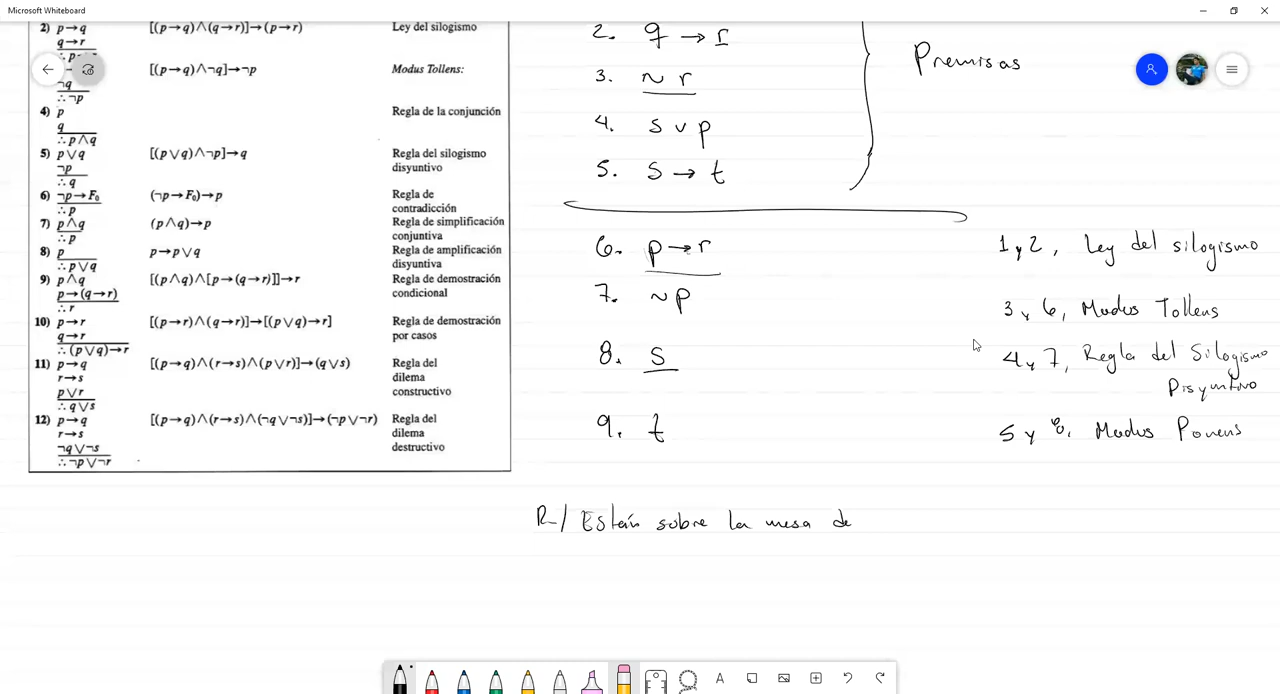 Microsoft Whiteboard
2) p→q [(p→q)∧(q→r)]→(p→r) Ley del silogismo
q→r
∴p
[(p→q)∧¬q]→¬p Modus Tollens:
¬q
∴¬p
4) p Regla de la conjunción
q
∴p∧q
5) p∨q [(p∨q)∧¬p]→q Regla del silogismo
¬p disyuntivo
∴q
6) ¬p→F₀ (¬p→F₀)→p Regla de
∴p contradicción
7) p∧q (p∧q)→p Regla de simplificación
∴p conjuntiva
8) p p→p∨q Regla de amplificación
∴p∨q disyuntiva
9) p∧q [(p∧q)∧[p→(q→r)]]→r Regla de demostración
p→(q→r) condicional
∴r
10) p→r [(p→r)∧(q→r)]→[(p∨q)→r] Regla de demostración
q→r por casos
∴(p∨q)→r
11) p→q [(p→q)∧(r→s)∧(p∨r)]→(q∨s) Regla del
r→s dilema
p∨r constructivo
∴q∨s
12) p→q [(p→q)∧(r→s)∧(¬q∨¬s)]→(¬p∨¬r) Regla del
r→s dilema
¬q∨¬s destructivo
∴¬p∨¬r
2. q → r
3. ~ r
4. s ∨ p
5. s → t
Premisas
6. p → r 1 y 2, Ley del silogismo
7. ~p 3 y 6, Modus Tollens
8. s 4 y 7, Regla del Silogismo
Disyuntivo
9. t 5 y 8, Modus Ponens
R/ Están sobre la mesa de
A